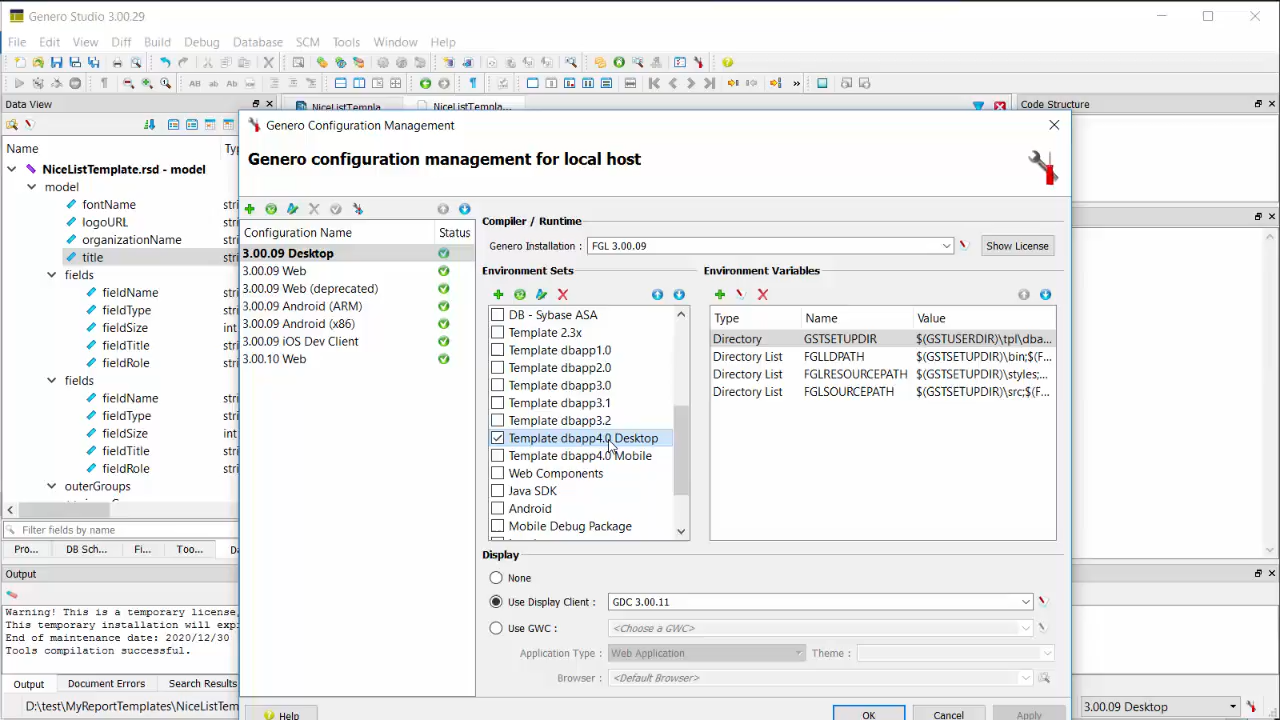 Genero Studio 3.00.29
File Edit View Diff Build Debug Database SCM Tools Window Help
Data View
NiceListTempla...
NiceListTempla...
Code Structure
Name
NiceListTemplate.rsd - model
model
fontName
logoURL
organizationName
title
fields
fieldName
fieldType
fieldSize
fieldTitle
fieldRole
fields
fieldName
fieldType
fieldSize
fieldTitle
fieldRole
outerGroups
Filter fields by name
Pro... DB Sch... Fi... Too...
Genero Configuration Management
Genero configuration management for local host
Configuration Name Status
3.00.09 Desktop
3.00.09 Web
3.00.09 Web (deprecated)
3.00.09 Android (ARM)
3.00.09 Android (x86)
3.00.09 iOS Dev Client
3.00.10 Web
Compiler / Runtime
Genero Installation : FGL 3.00.09 Show License
Environment Sets
DB - Sybase ASA
Template 2.3x
Template dbapp1.0
Template dbapp2.0
Template dbapp3.0
Template dbapp3.1
Template dbapp3.2
Template dbapp4.0 Desktop
Template dbapp4.0 Mobile
Web Components
Java SDK
Android
Mobile Debug Package
Environment Variables
Type Name Value
Directory GSTSETUPDIR $(GSTUSERDIR)\tpl\dba...
Directory List FGLLDPATH $(GSTSETUPDIR)\bin;$(F...
Directory List FGLRESOURCEPATH $(GSTSETUPDIR)\styles;...
Directory List FGLSOURCEPATH $(GSTSETUPDIR)\src;$(F...
Display
None
Use Display Client : GDC 3.00.11
Use GWC : <Choose a GWC>
Application Type : Web Application Theme :
Browser : <Default Browser>
Help OK Cancel Apply
Output
Warning! This is a temporary license,
This temporary installation will exp
End of maintenance date: 2020/12/30
Tools compilation successful.
Output Document Errors Search Results
D:\test\MyReportTemplates\NiceListTem
3.00.09 Desktop